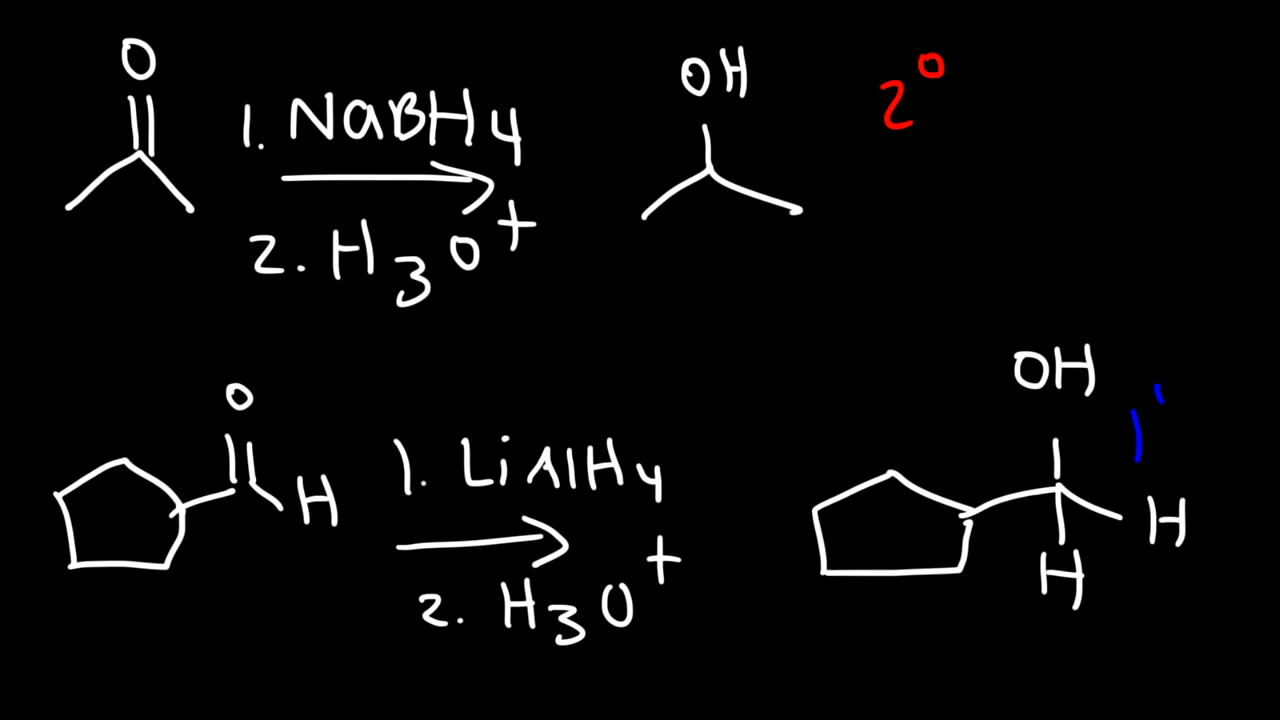 O
1. NaBH4
2. H3O+
OH
2°
O
H
1. LiAlH4
2. H3O+
OH
1'
H
H